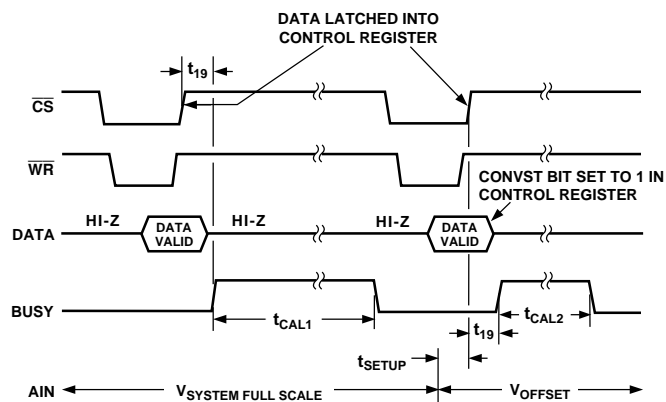 DATA LATCHED INTO
CONTROL REGISTER
t19
CS
WR
CONVST BIT SET TO 1 IN
CONTROL REGISTER
DATA
HI-Z
DATA
VALID
HI-Z
HI-Z
DATA
VALID
BUSY
tCAL1
t19
tCAL2
tSETUP
AIN
VSYSTEM FULL SCALE
VOFFSET